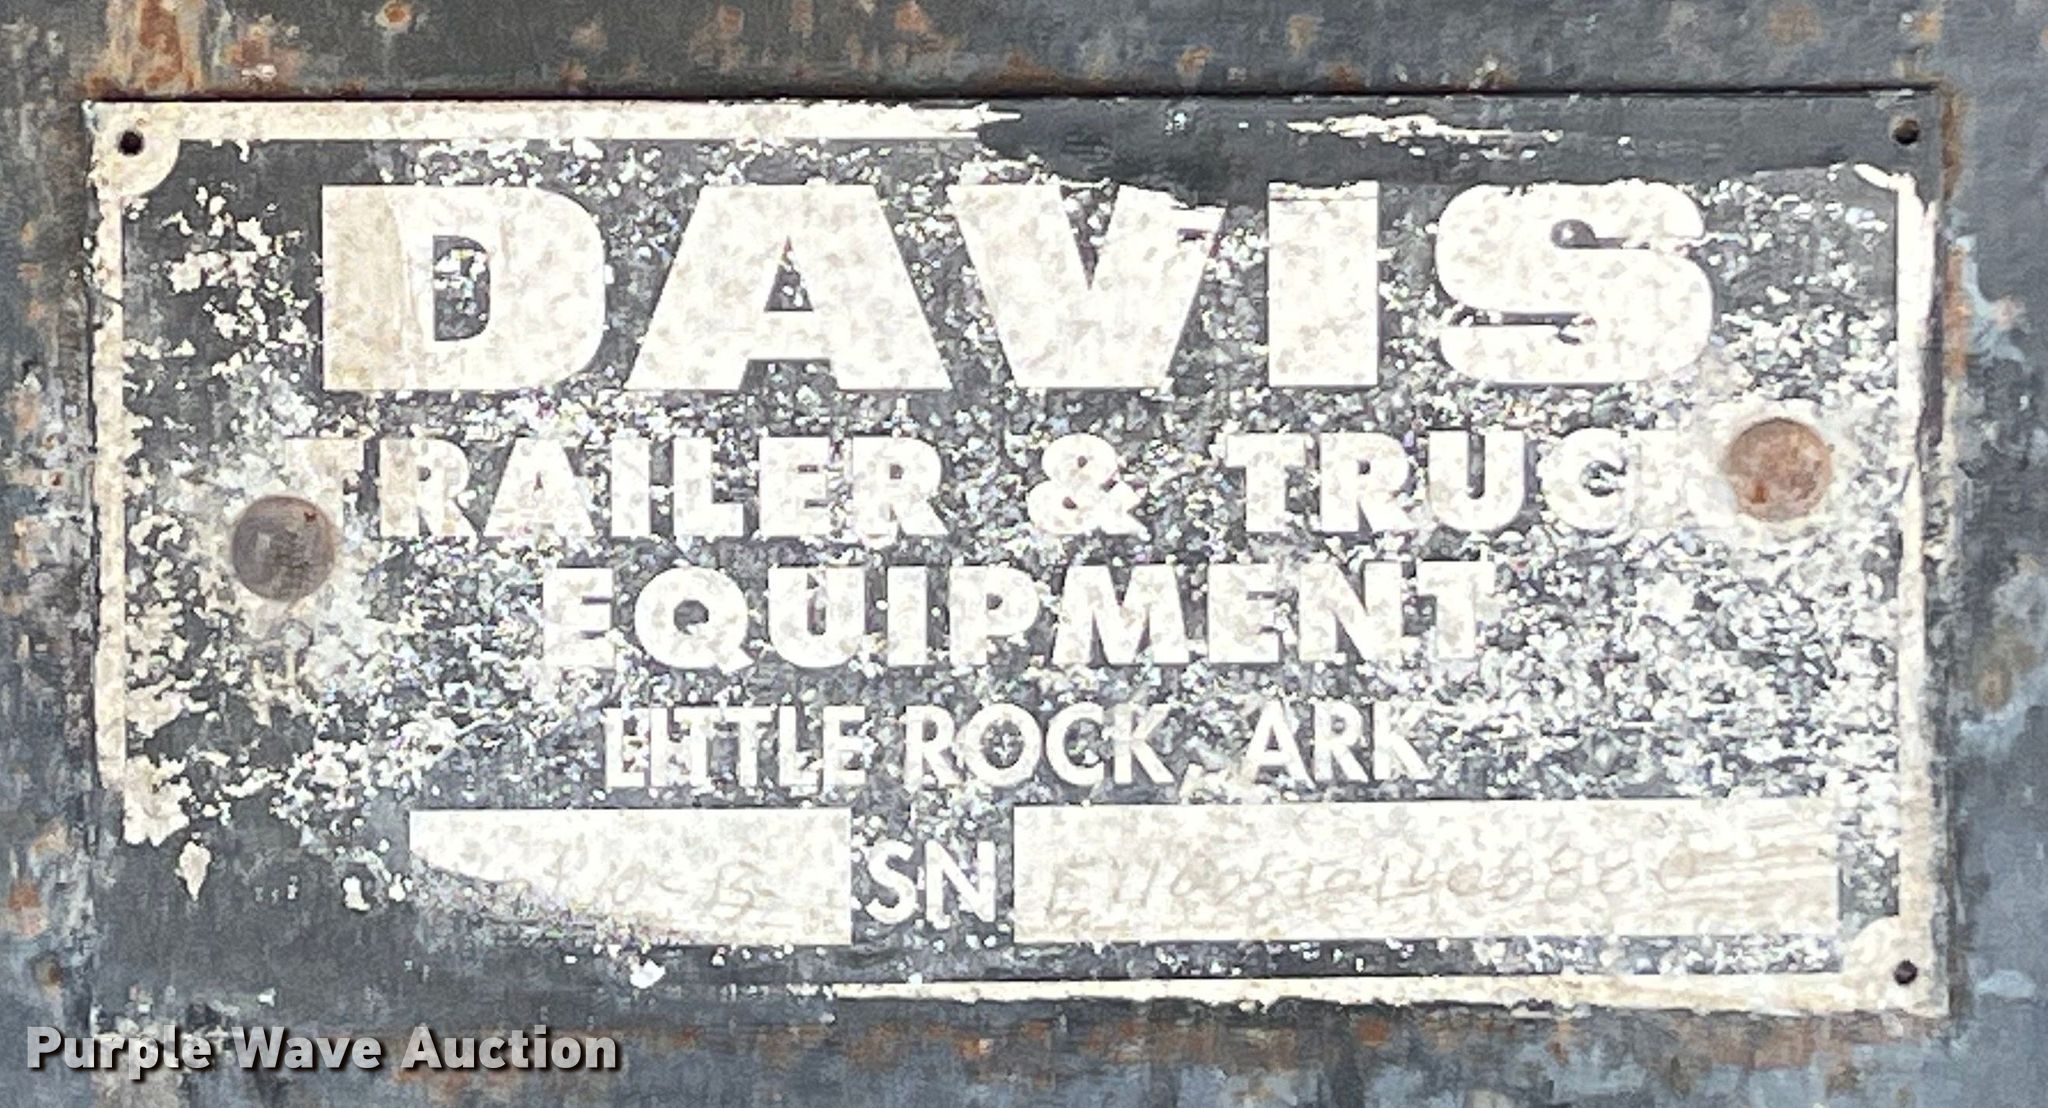 DAVIS
TRAILER & TRUCK
EQUIPMENT
LITTLE ROCK, ARK
SN
Purple Wave Auction